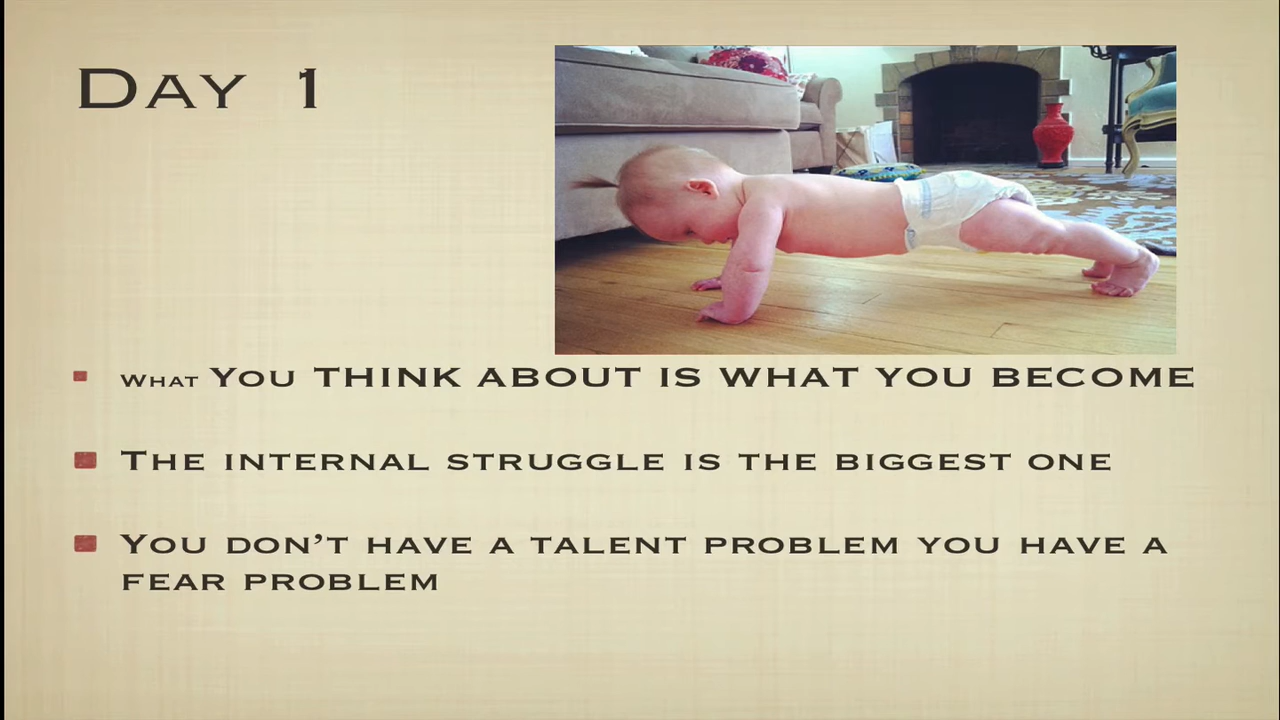 Day 1
What You THINK ABOUT IS WHAT YOU BECOME
The internal struggle is the biggest one
You don't have a talent problem you have a
fear problem